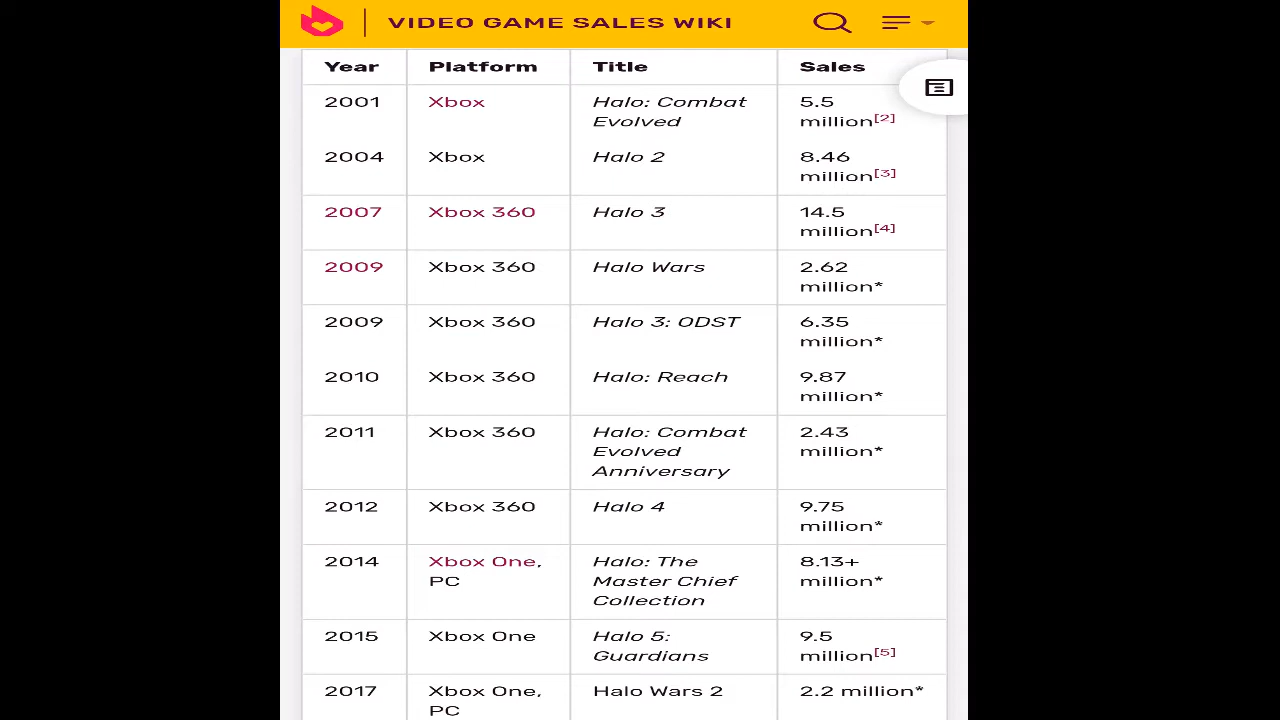 VIDEO GAME SALES WIKI
Year Platform Title Sales
2001 Xbox Halo: Combat 5.5
Evolved million[2]
2004 Xbox Halo 2 8.46
million[3]
2007 Xbox 360 Halo 3 14.5
million[4]
2009 Xbox 360 Halo Wars 2.62
million*
2009 Xbox 360 Halo 3: ODST 6.35
million*
2010 Xbox 360 Halo: Reach 9.87
million*
2011 Xbox 360 Halo: Combat 2.43
Evolved million*
Anniversary
2012 Xbox 360 Halo 4 9.75
million*
2014 Xbox One, Halo: The 8.13+
PC Master Chief million*
Collection
2015 Xbox One Halo 5: 9.5
Guardians million[5]
2017 Xbox One, Halo Wars 2 2.2 million*
PC